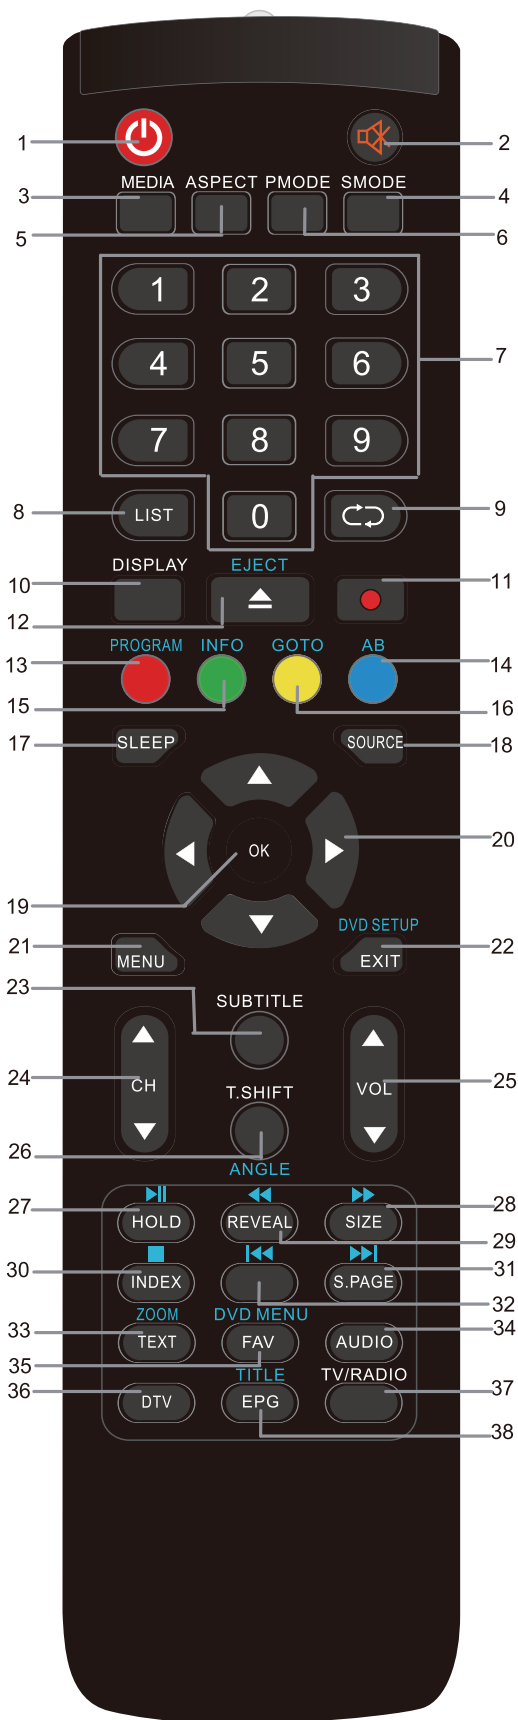 1 2
MEDIA ASPECT PMODE SMODE
3 4
5 6
1 2 3
4 5 6 7
7 8 9
8 LIST 0 9
DISPLAY EJECT
10 11
12
PROGRAM INFO GOTO AB
13 14
15 16
17 SLEEP SOURCE 18
OK 20
19
DVD SETUP
21 MENU EXIT 22
23
SUBTITLE
24 CH VOL 25
T.SHIFT
26
ANGLE
27 HOLD REVEAL SIZE 28
29
30 INDEX S.PAGE 31
32
ZOOM DVD MENU
33 TEXT FAV AUDIO 34
35
TITLE TV/RADIO
36 DTV EPG 37
38